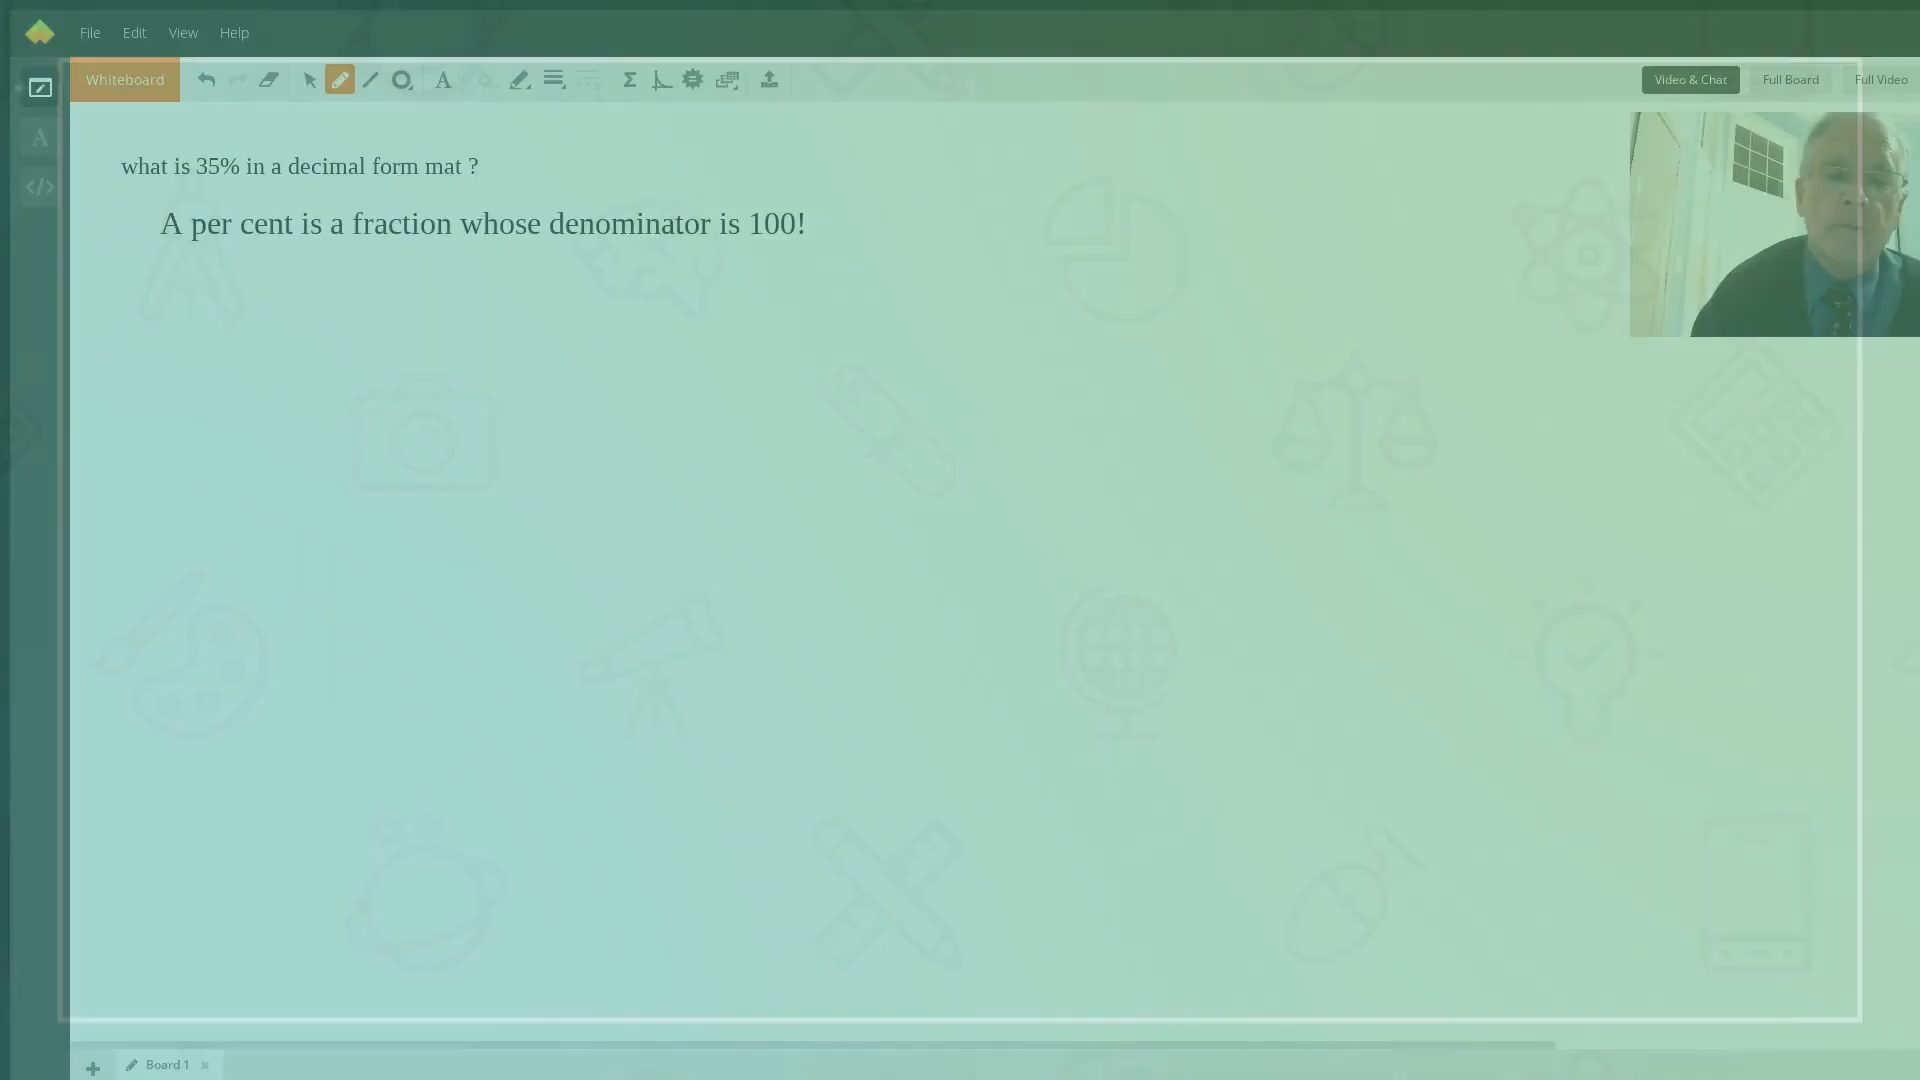 File Edit View Help
Whiteboard A Σ Video & Chat Full Board Full Video
A
</>
what is 35% in a decimal form mat ?
A per cent is a fraction whose denominator is 100!
Board 1